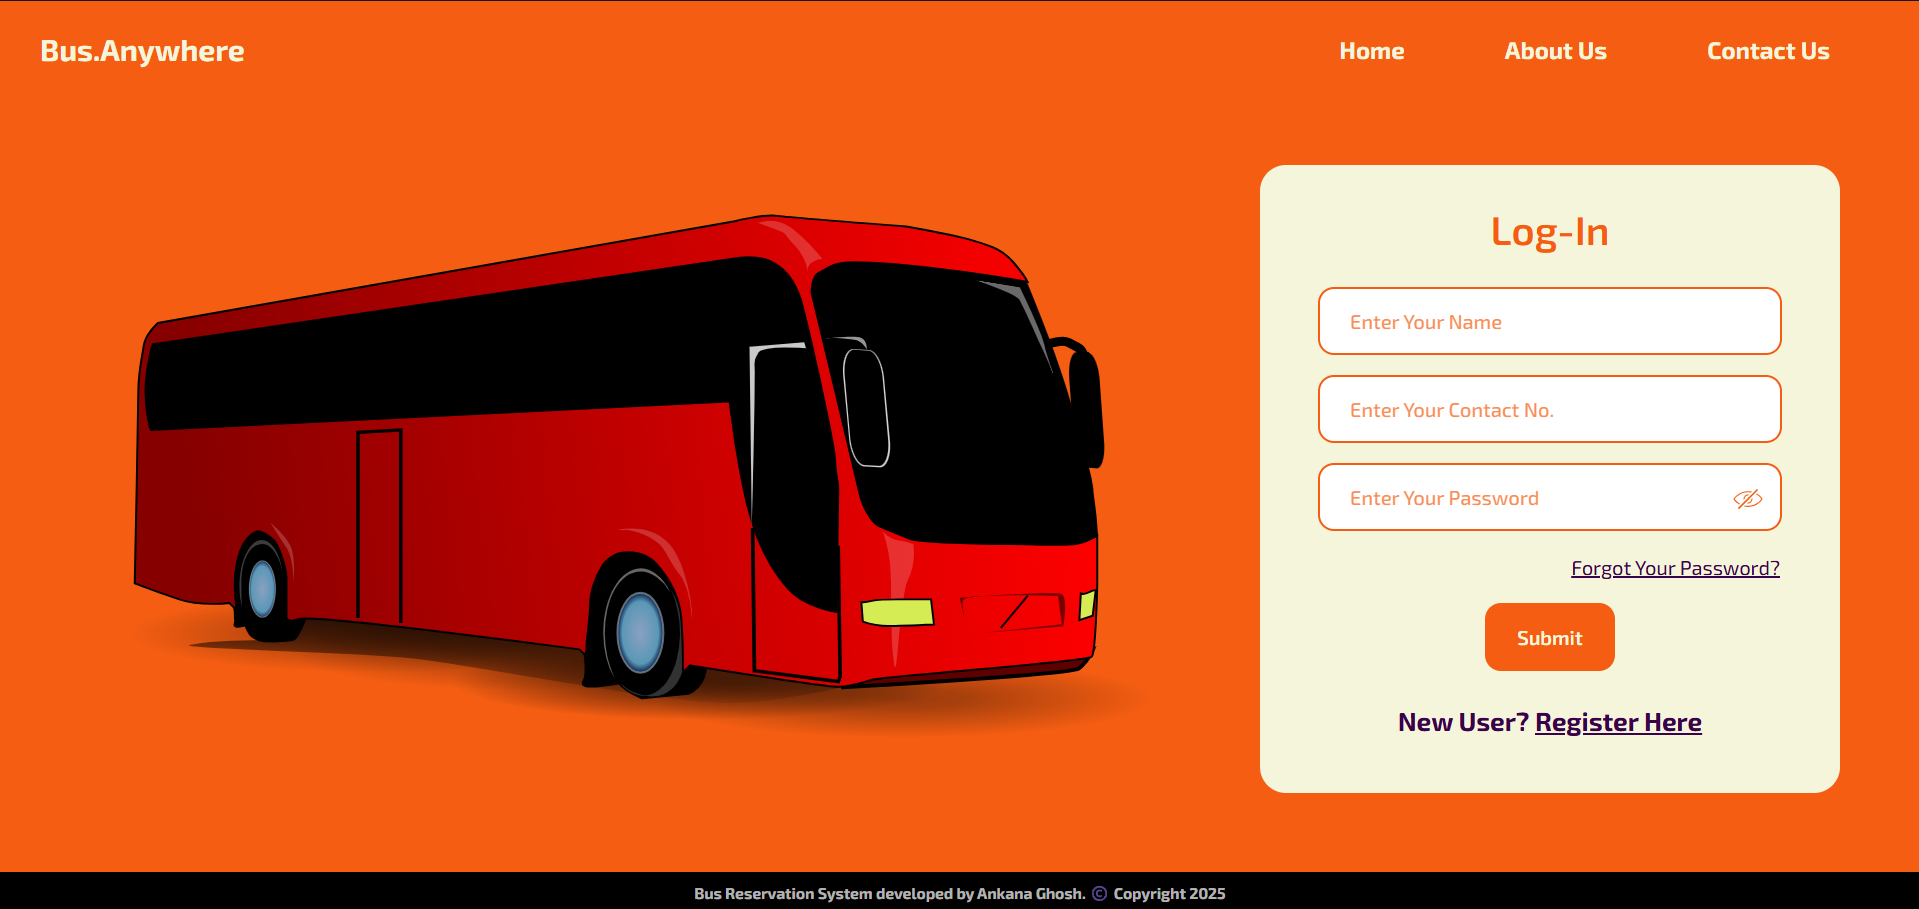 Bus.Anywhere
Home
About Us
Contact Us
Log-In
Enter Your Name
Enter Your Contact No.
Enter Your Password
Forgot Your Password?
Submit
New User? Register Here
Bus Reservation System developed by Ankana Ghosh. © Copyright 2025